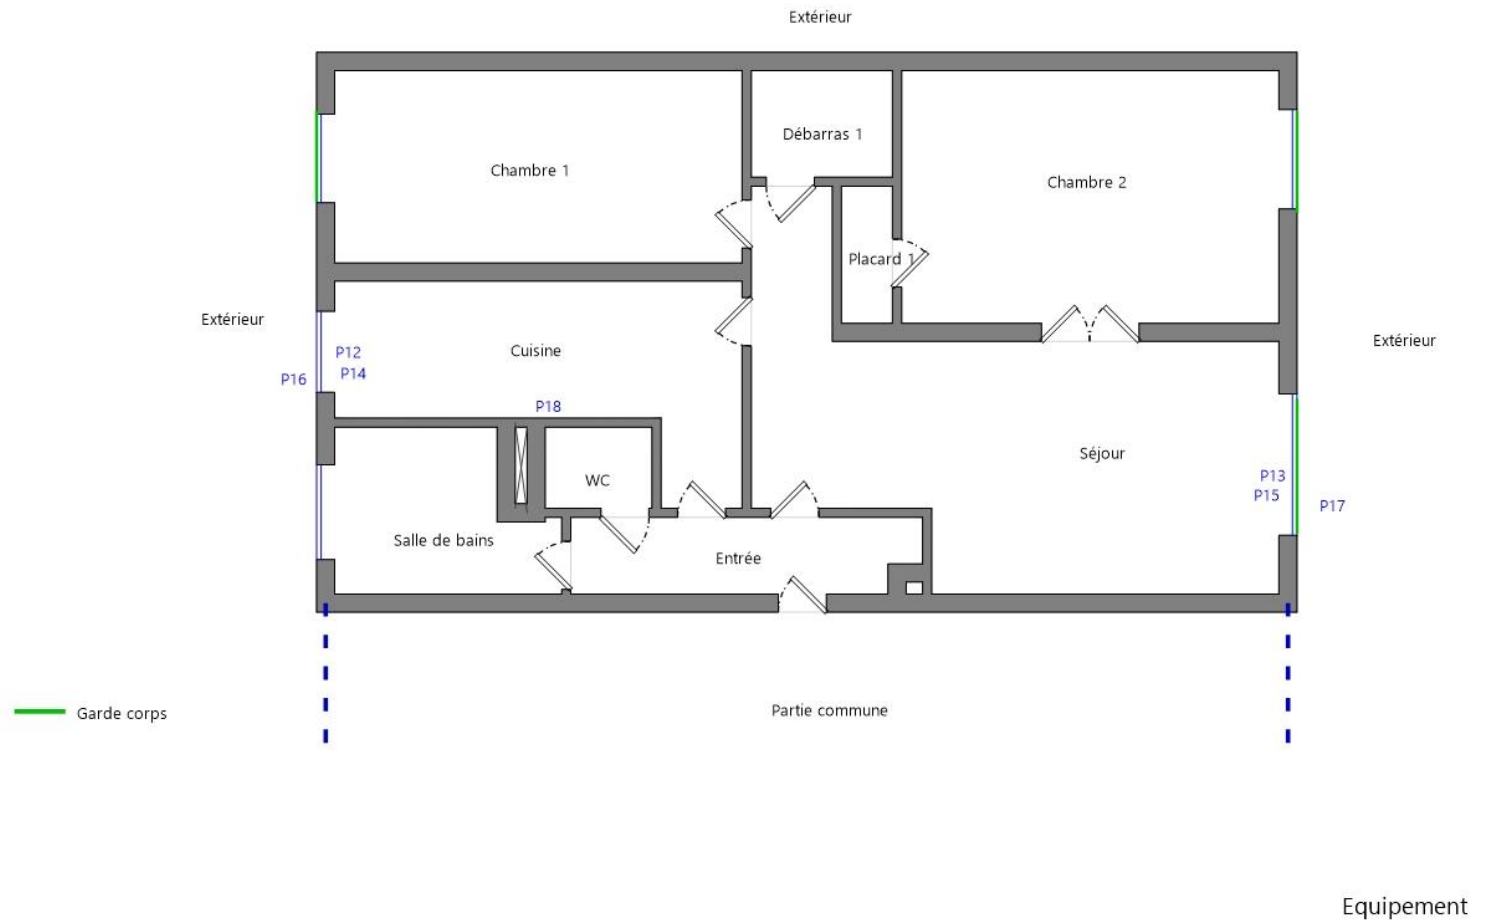 Extérieur
Débarras 1
Chambre 1
Chambre 2
Placard 1
Extérieur
Extérieur
Cuisine
P12
P14
P16
P18
Séjour
WC
P13
P15
P17
Salle de bains
Entrée
Partie commune
Garde corps
Equipement